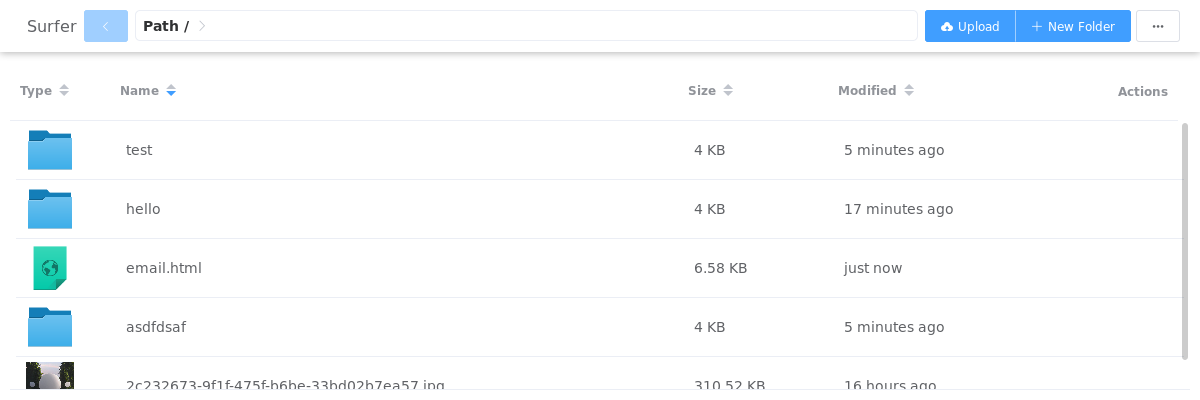 Surfer Path / Upload New Folder
Type Name Size Modified Actions
test 4 KB 5 minutes ago
hello 4 KB 17 minutes ago
email.html 6.58 KB just now
asdfdsaf 4 KB 5 minutes ago
2c232673-9f1f-475f-b6be-33bd02b7ea57.jpg 310.52 KB 16 hours ago